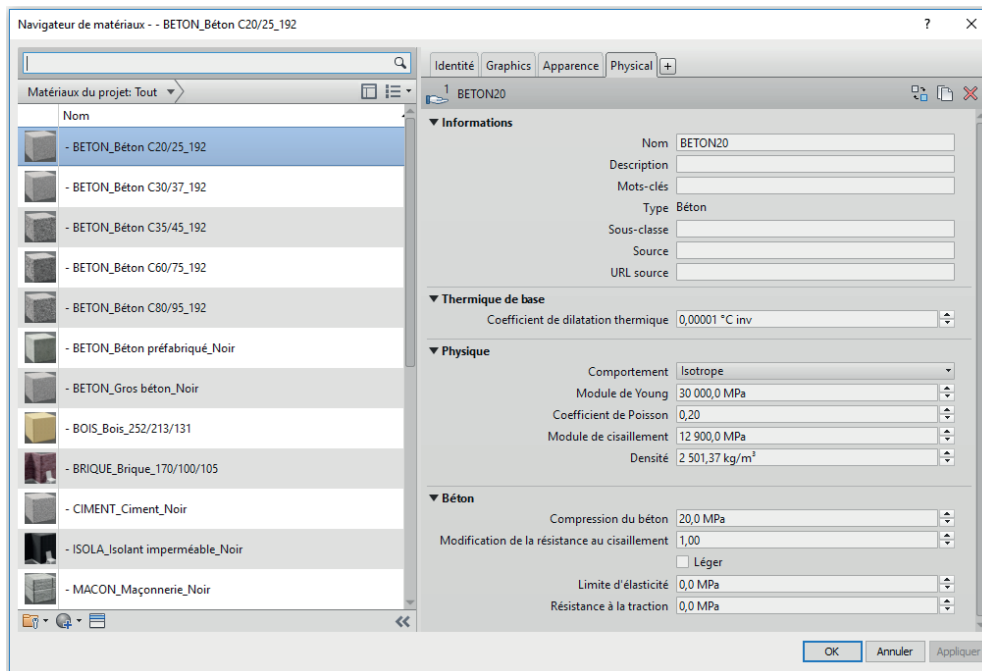 Navigateur de matériaux - - BETON_Béton C20/25_192
? X
Matériaux du projet: Tout
Nom
- BETON_Béton C20/25_192
- BETON_Béton C30/37_192
- BETON_Béton C35/45_192
- BETON_Béton C60/75_192
- BETON_Béton C80/95_192
- BETON_Béton préfabriqué_Noir
- BETON_Gros béton_Noir
- BOIS_Bois_252/213/131
- BRIQUE_Brique_170/100/105
- CIMENT_Ciment_Noir
- ISOLA_Isolant imperméable_Noir
- MACON_Maçonnerie_Noir
Identité Graphics Apparence Physical +
1 BETON20
Informations
Nom BETON20
Description
Mots-clés
Type Béton
Sous-classe
Source
URL source
Thermique de base
Coefficient de dilatation thermique 0,00001 °C inv
Physique
Comportement Isotrope
Module de Young 30 000,0 MPa
Coefficient de Poisson 0,20
Module de cisaillement 12 900,0 MPa
Densité 2 501,37 kg/m³
Béton
Compression du béton 20,0 MPa
Modification de la résistance au cisaillement 1,00
Léger
Limite d'élasticité 0,0 MPa
Résistance à la traction 0,0 MPa
OK Annuler Appliquer